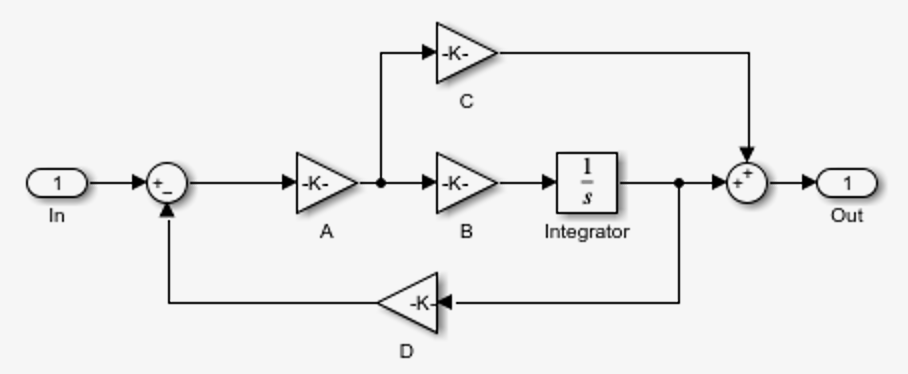 -K-
C
1
+
_
-K-
-K-
1
s
+
+
1
In
A
B
Integrator
Out
-K-
D